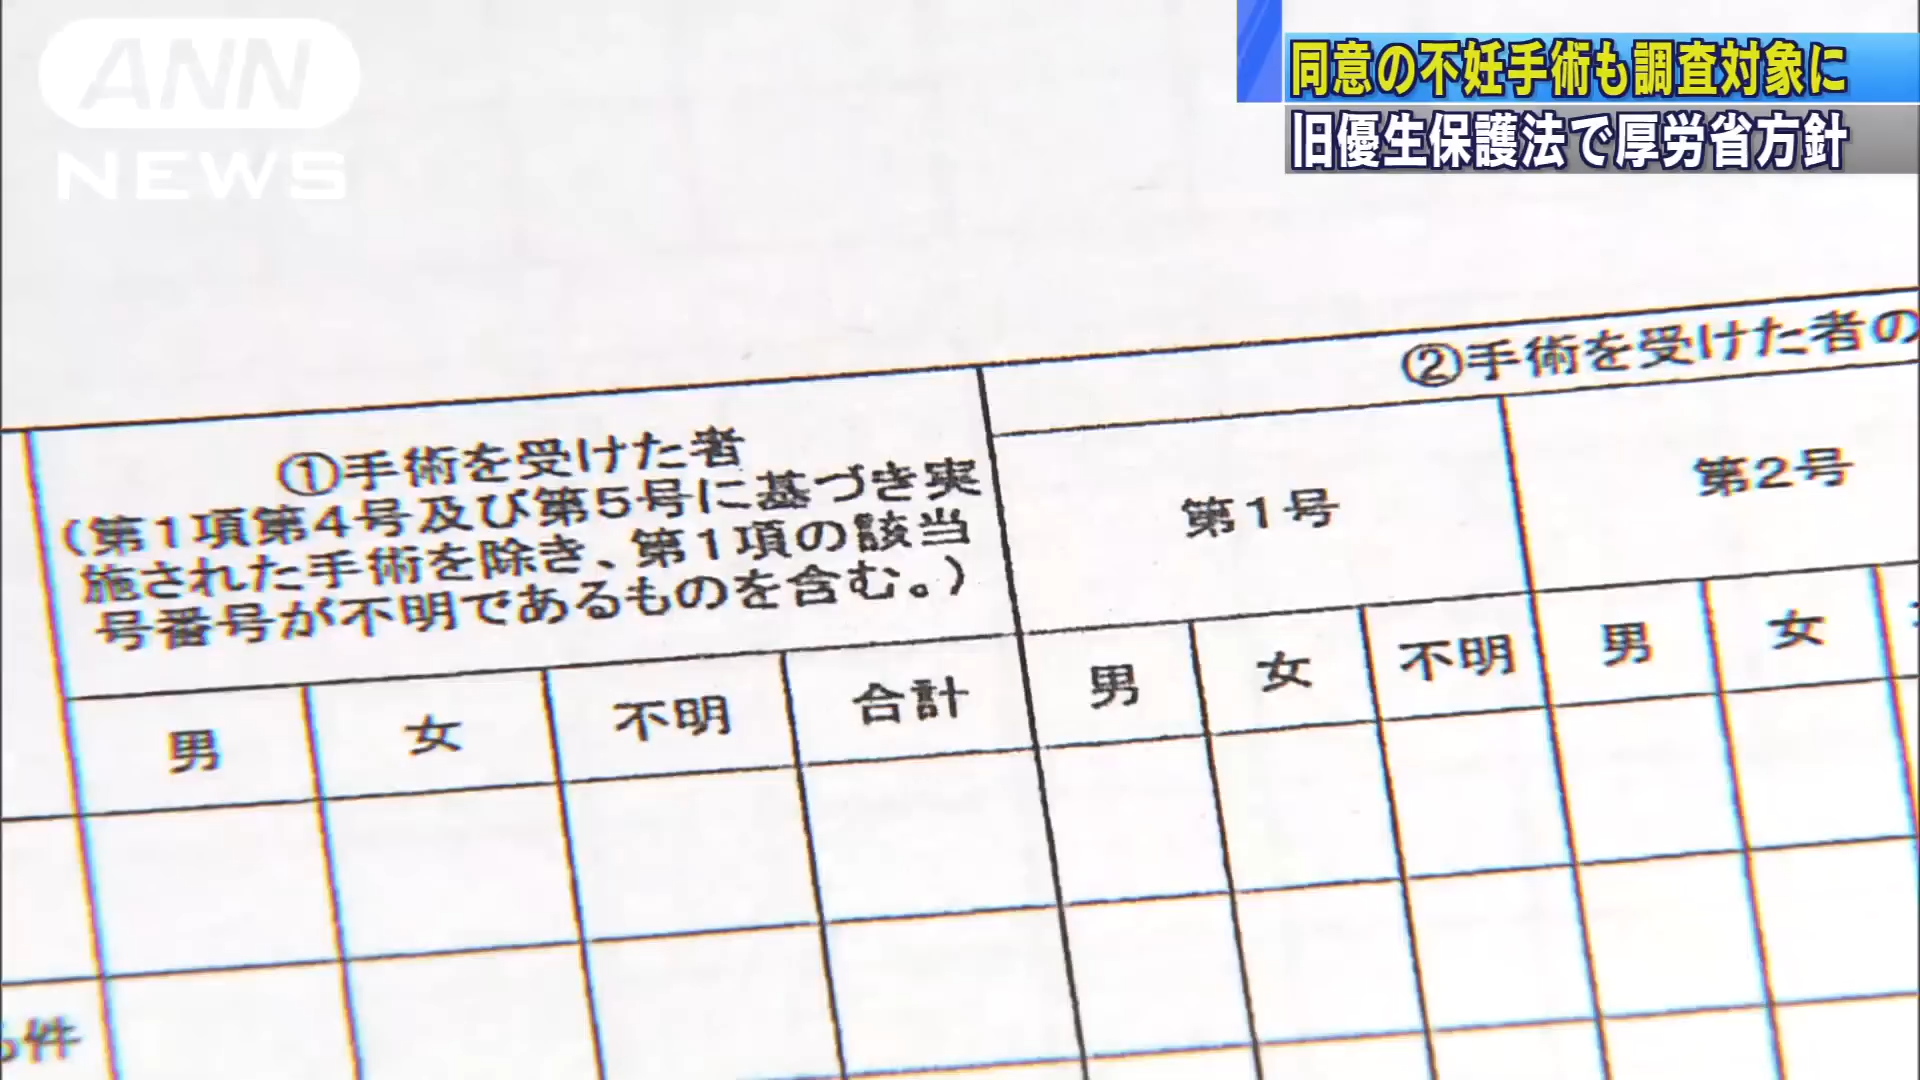 ANN
NEWS
同意の不妊手術も調査対象に
旧優生保護法で厚労省方針
②手術を受けた者の
①手術を受けた者
(第1項第4号及び第5号に基づき実
施された手術を除き、第1項の該当
号番号が不明であるものを含む。)
第1号
第2号
男
女
不明
合計
男
女
不明
男
女
件